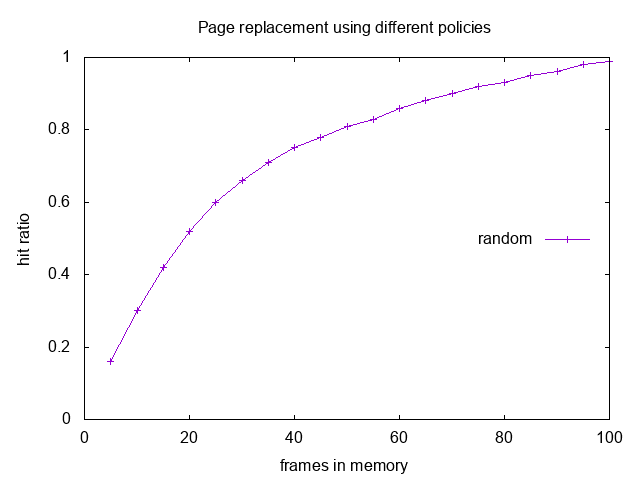 Page replacement using different policies
1
0.8
0.6
0.4
0.2
0
hit ratio
random
0 20 40 60 80 100
frames in memory